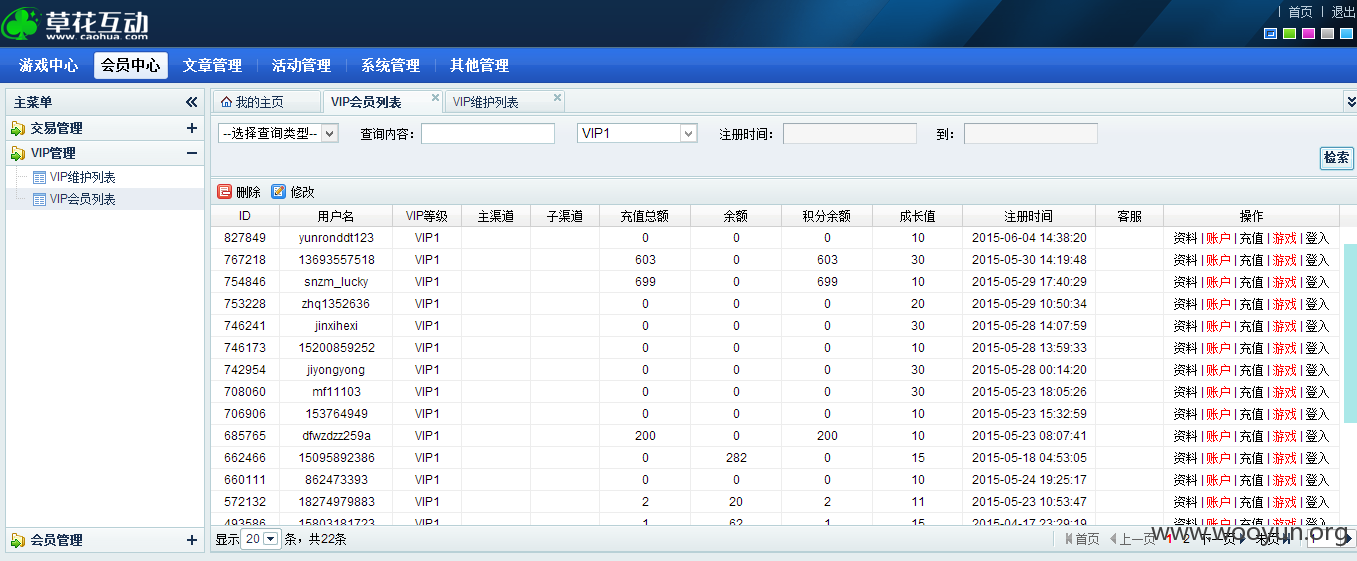 草花互动
www.caohua.com
| 首页 | 退出
游戏中心 会员中心 文章管理 活动管理 系统管理 其他管理
主菜单
交易管理
VIP管理
VIP维护列表
VIP会员列表
会员管理
我的主页 VIP会员列表 VIP维护列表
--选择查询类型-- 查询内容： VIP1 注册时间： 到：
检索
删除 修改
ID 用户名 VIP等级 主渠道 子渠道 充值总额 余额 积分余额 成长值 注册时间 客服 操作
827849 yunronddt123 VIP1 0 0 0 10 2015-06-04 14:38:20 资料 | 账户 | 充值 | 游戏 | 登入
767218 13693557518 VIP1 603 0 603 30 2015-05-30 14:19:48 资料 | 账户 | 充值 | 游戏 | 登入
754846 snzm_lucky VIP1 699 0 699 10 2015-05-29 17:40:29 资料 | 账户 | 充值 | 游戏 | 登入
753228 zhq1352636 VIP1 0 0 0 20 2015-05-29 10:50:34 资料 | 账户 | 充值 | 游戏 | 登入
746241 jinxihexi VIP1 0 0 0 30 2015-05-28 14:07:59 资料 | 账户 | 充值 | 游戏 | 登入
746173 15200859252 VIP1 0 0 0 10 2015-05-28 13:59:33 资料 | 账户 | 充值 | 游戏 | 登入
742954 jiyongyong VIP1 0 0 0 30 2015-05-28 00:14:20 资料 | 账户 | 充值 | 游戏 | 登入
708060 mf11103 VIP1 0 0 0 30 2015-05-23 18:05:26 资料 | 账户 | 充值 | 游戏 | 登入
706906 153764949 VIP1 0 0 0 10 2015-05-23 15:32:59 资料 | 账户 | 充值 | 游戏 | 登入
685765 dfwzdzz259a VIP1 200 0 200 10 2015-05-23 08:07:41 资料 | 账户 | 充值 | 游戏 | 登入
662466 15095892386 VIP1 0 282 0 15 2015-05-18 04:53:05 资料 | 账户 | 充值 | 游戏 | 登入
660111 862473393 VIP1 0 0 0 10 2015-05-24 19:25:17 资料 | 账户 | 充值 | 游戏 | 登入
572132 18274979883 VIP1 2 20 2 11 2015-05-23 10:53:47 资料 | 账户 | 充值 | 游戏 | 登入
493586 15803181723 VIP1 1 62 1 15 2015-04-17 23:29:19 资料 | 账户 | 充值 | 游戏 | 登入
显示 20 条，共22条 首页 上一页 1 2 下一页 末页 1
www.wooyun.org